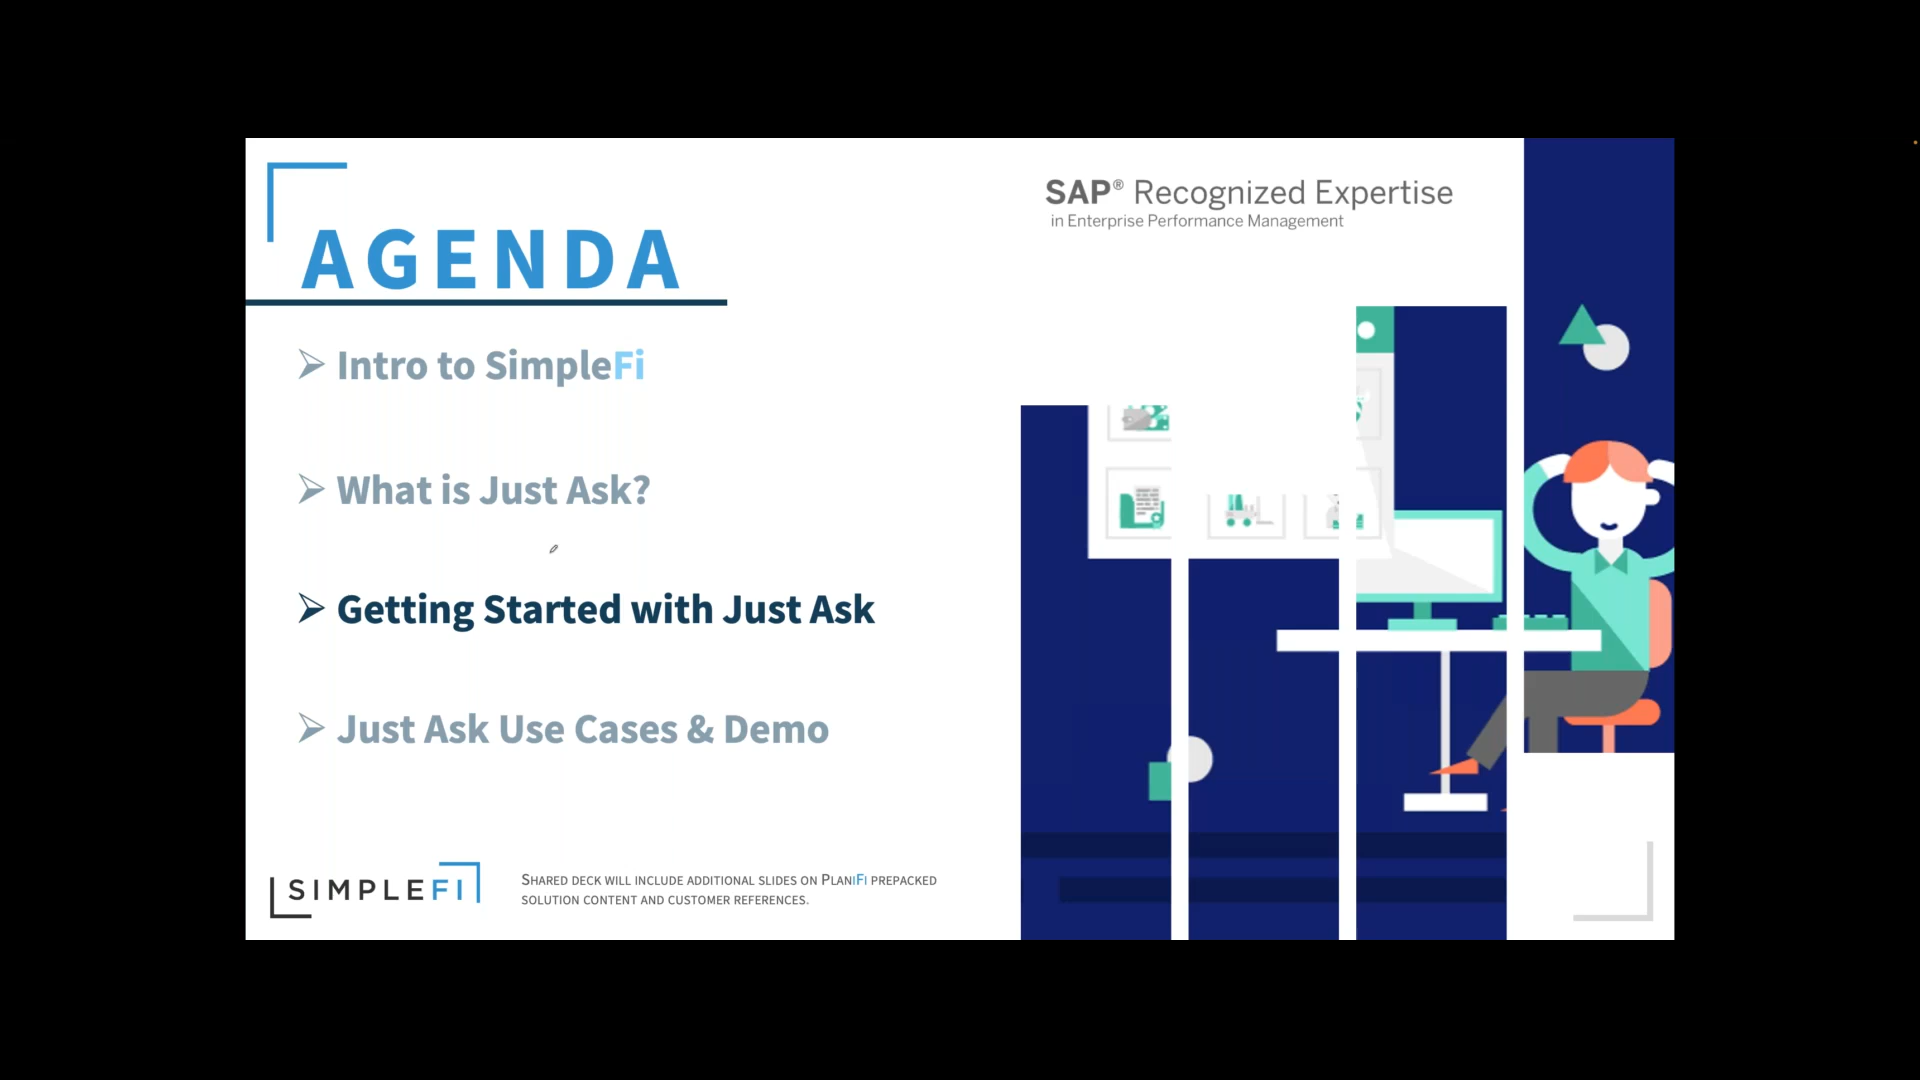 SAP® Recognized Expertise
in Enterprise Performance Management
AGENDA
➢ Intro to SimpleFi
➢ What is Just Ask?
➢ Getting Started with Just Ask
➢ Just Ask Use Cases & Demo
SIMPLEFI
Shared deck will include additional slides on PlaniFi prepacked
solution content and customer references.